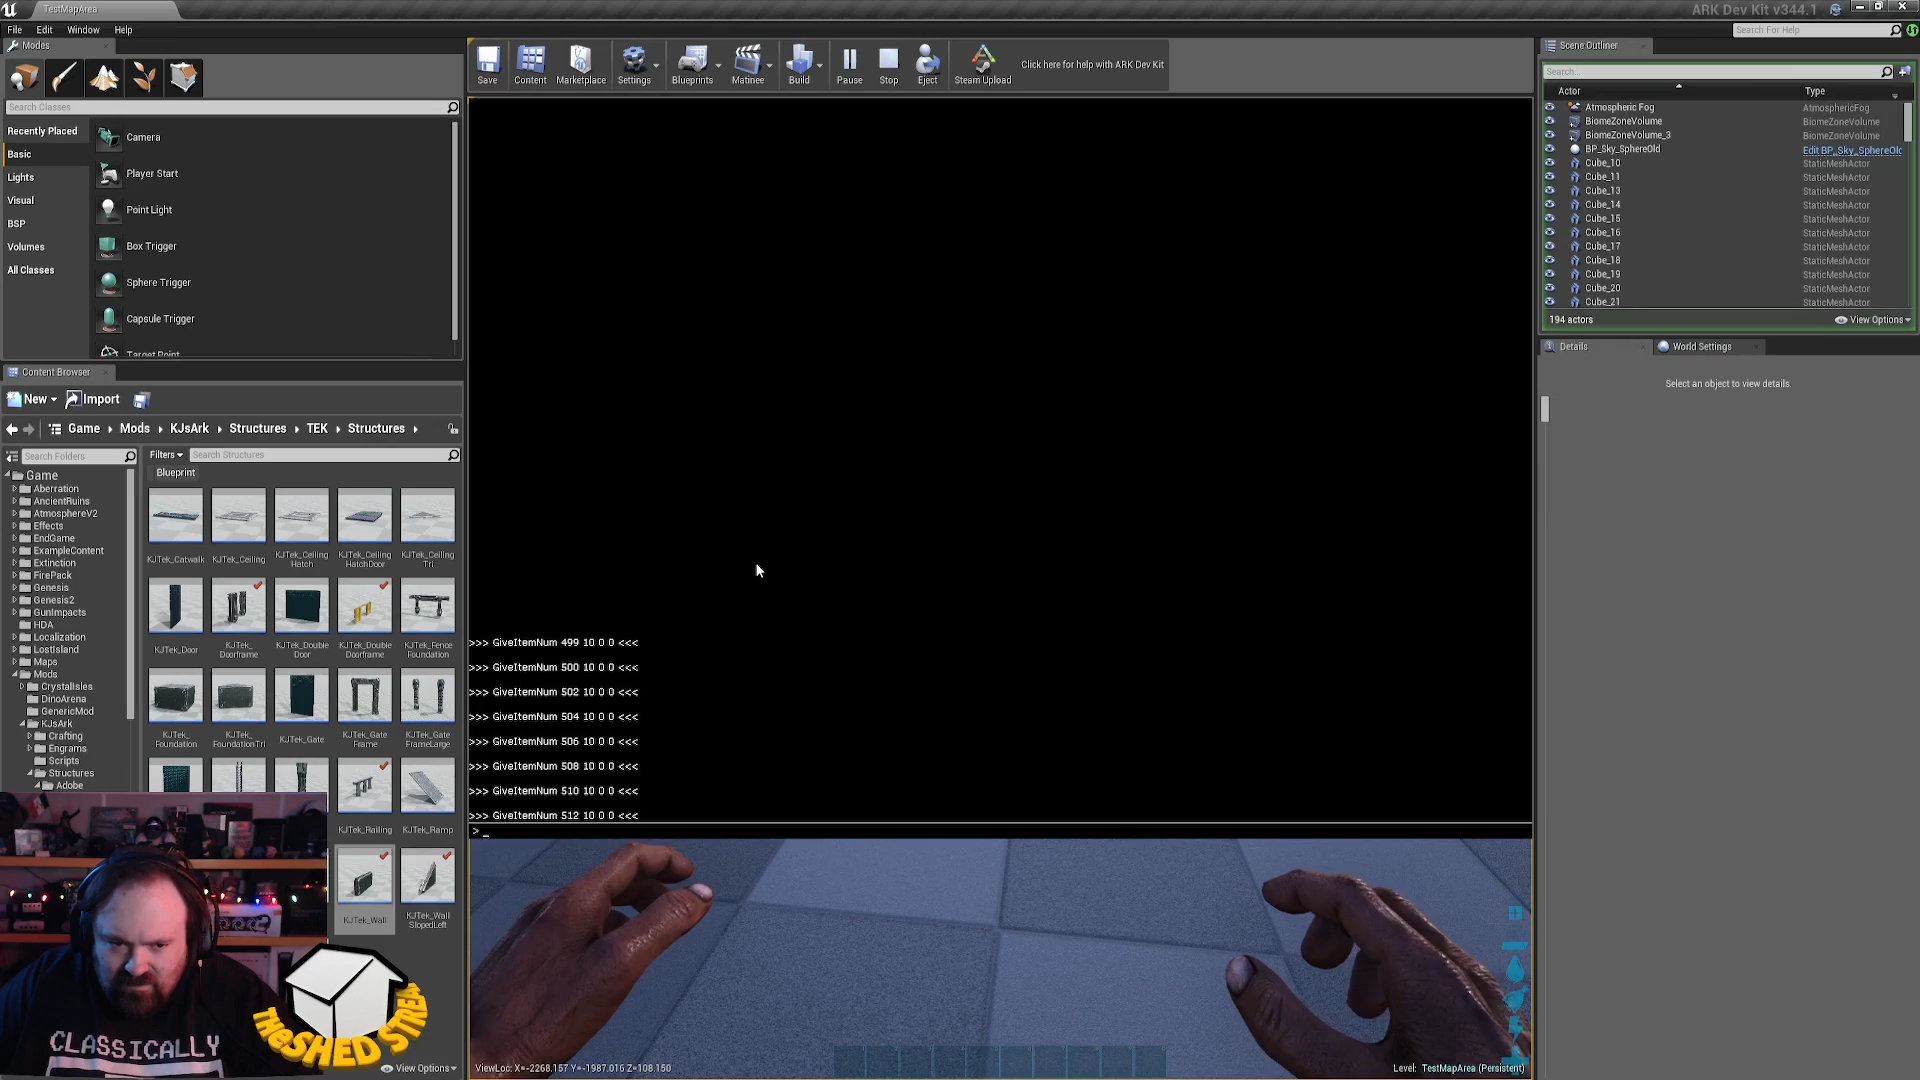 TestMapArea
ARK Dev Kit v344.1
File Edit Window Help
Search For Help
Modes
Search Classes
Recently Placed
Basic
Lights
Visual
BSP
Volumes
All Classes
Camera
Player Start
Point Light
Box Trigger
Sphere Trigger
Capsule Trigger
Target Point
Save
Content
Marketplace
Settings
Blueprints
Matinee
Build
Pause
Stop
Eject
Steam Upload
Click here for help with ARK Dev Kit
Scene Outliner
Search...
Actor Type
Atmospheric Fog AtmosphericFog
BiomeZoneVolume BiomeZoneVolume
BiomeZoneVolume_3 BiomeZoneVolume
BP_Sky_SphereOld Edit BP_Sky_SphereOld
Cube_10 StaticMeshActor
Cube_11 StaticMeshActor
Cube_13 StaticMeshActor
Cube_14 StaticMeshActor
Cube_15 StaticMeshActor
Cube_16 StaticMeshActor
Cube_17 StaticMeshActor
Cube_18 StaticMeshActor
Cube_19 StaticMeshActor
Cube_20 StaticMeshActor
Cube_21 StaticMeshActor
194 actors
View Options
Details
World Settings
Select an object to view details.
Content Browser
New Import
Game Mods KJsArk Structures TEK Structures
Search Folders
Filters Search Structures
Blueprint
Game
Aberration
AncientRuins
AtmosphereV2
Effects
EndGame
ExampleContent
Extinction
FirePack
Genesis
Genesis2
GunImpacts
HDA
Localization
LostIsland
Maps
Mods
CrystalIsles
DinoArena
GenericMod
KJsArk
Crafting
Engrams
Scripts
Structures
Adobe
KJTek_Catwalk
KJTek_Ceiling
KJTek_Ceiling
Hatch
KJTek_Ceiling
HatchDoor
KJTek_Ceiling
Tri
KJTek_Door
KJTek_
Doorframe
KJTek_Double
Door
KJTek_Double
Doorframe
KJTek_Fence
Foundation
KJTek_
Foundation
KJTek_
FoundationTri
KJTek_Gate
KJTek_Gate
Frame
KJTek_Gate
FrameLarge
KJTek_Railing
KJTek_Ramp
KJTek_Wall
KJTek_Wall
SlopedLeft
View Options
>>> GiveItemNum 499 10 0 0 <<<
>>> GiveItemNum 500 10 0 0 <<<
>>> GiveItemNum 502 10 0 0 <<<
>>> GiveItemNum 504 10 0 0 <<<
>>> GiveItemNum 506 10 0 0 <<<
>>> GiveItemNum 508 10 0 0 <<<
>>> GiveItemNum 510 10 0 0 <<<
>>> GiveItemNum 512 10 0 0 <<<
> _
ViewLoc: X=-2268.157 Y=-1987.016 Z=108.150
Level: TestMapArea (Persistent)
CLASSICALLY
THeSHED STREA